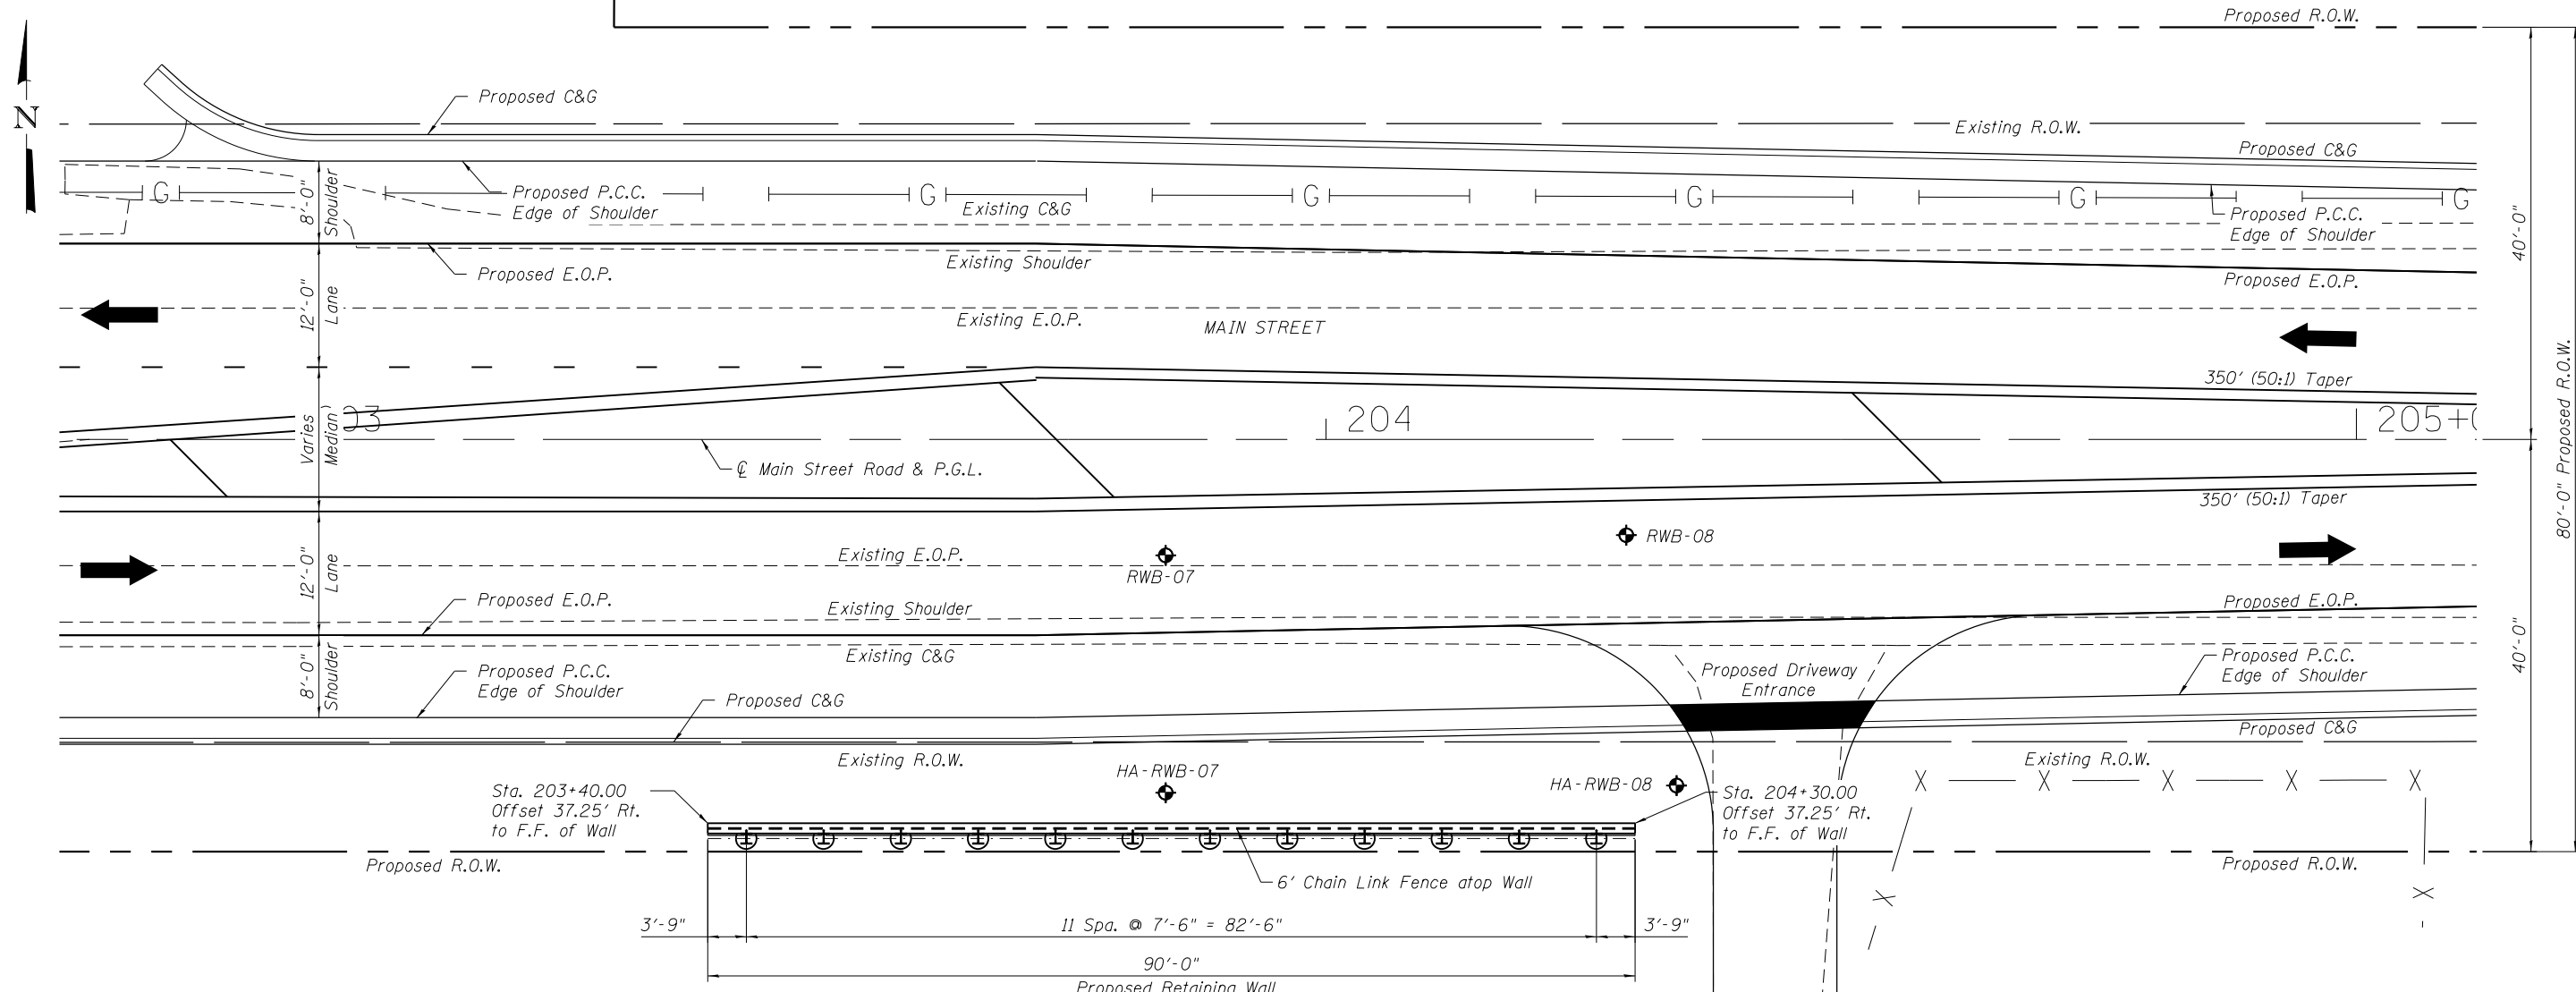 Proposed R.O.W.
N
Proposed C&G
Existing R.O.W.
Proposed C&G
8'-0"
Shoulder
G
G
G
G
G
G
Proposed P.C.C.
Edge of Shoulder
Existing C&G
Proposed P.C.C.
Edge of Shoulder
40'-0"
Proposed E.O.P.
Existing Shoulder
Proposed E.O.P.
12'-0"
Lane
Existing E.O.P.
MAIN STREET
350' (50:1) Taper
Varies
Median
03
204
205+0
℄ Main Street Road & P.G.L.
80'-0" Proposed R.O.W.
350' (50:1) Taper
RWB-08
Existing E.O.P.
RWB-07
12'-0"
Lane
Proposed E.O.P.
Existing Shoulder
Proposed E.O.P.
40'-0"
Existing C&G
8'-0"
Shoulder
Proposed P.C.C.
Edge of Shoulder
Proposed C&G
Proposed Driveway
Entrance
Proposed P.C.C.
Edge of Shoulder
Proposed C&G
Existing R.O.W.
Existing R.O.W.
HA-RWB-07
HA-RWB-08
X X X X X
Sta. 203+40.00
Offset 37.25' Rt.
to F.F. of Wall
Sta. 204+30.00
Offset 37.25' Rt.
to F.F. of Wall
Proposed R.O.W.
Proposed R.O.W.
6' Chain Link Fence atop Wall
X
X
3'-9"
11 Spa. @ 7'-6" = 82'-6"
3'-9"
90'-0"
Proposed Retaining Wall